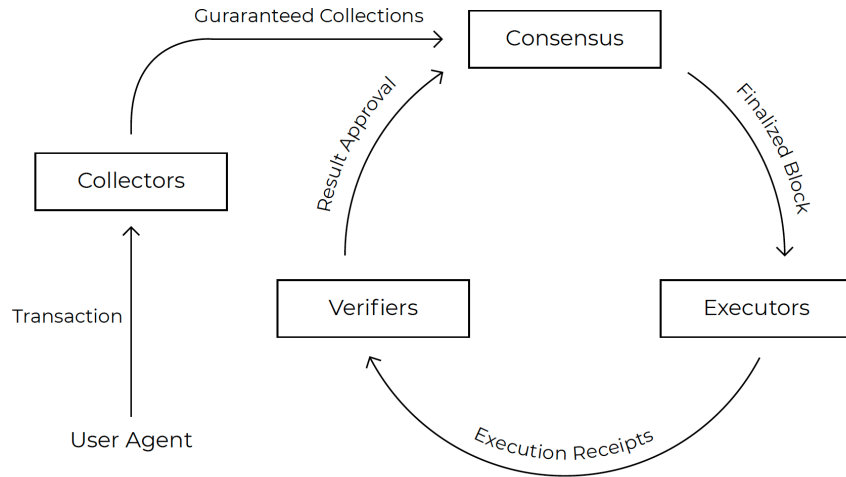 Guraranteed Collections
Consensus
Result Approval
Finalized Block
Collectors
Transaction
Verifiers
Executors
User Agent
Execution Receipts